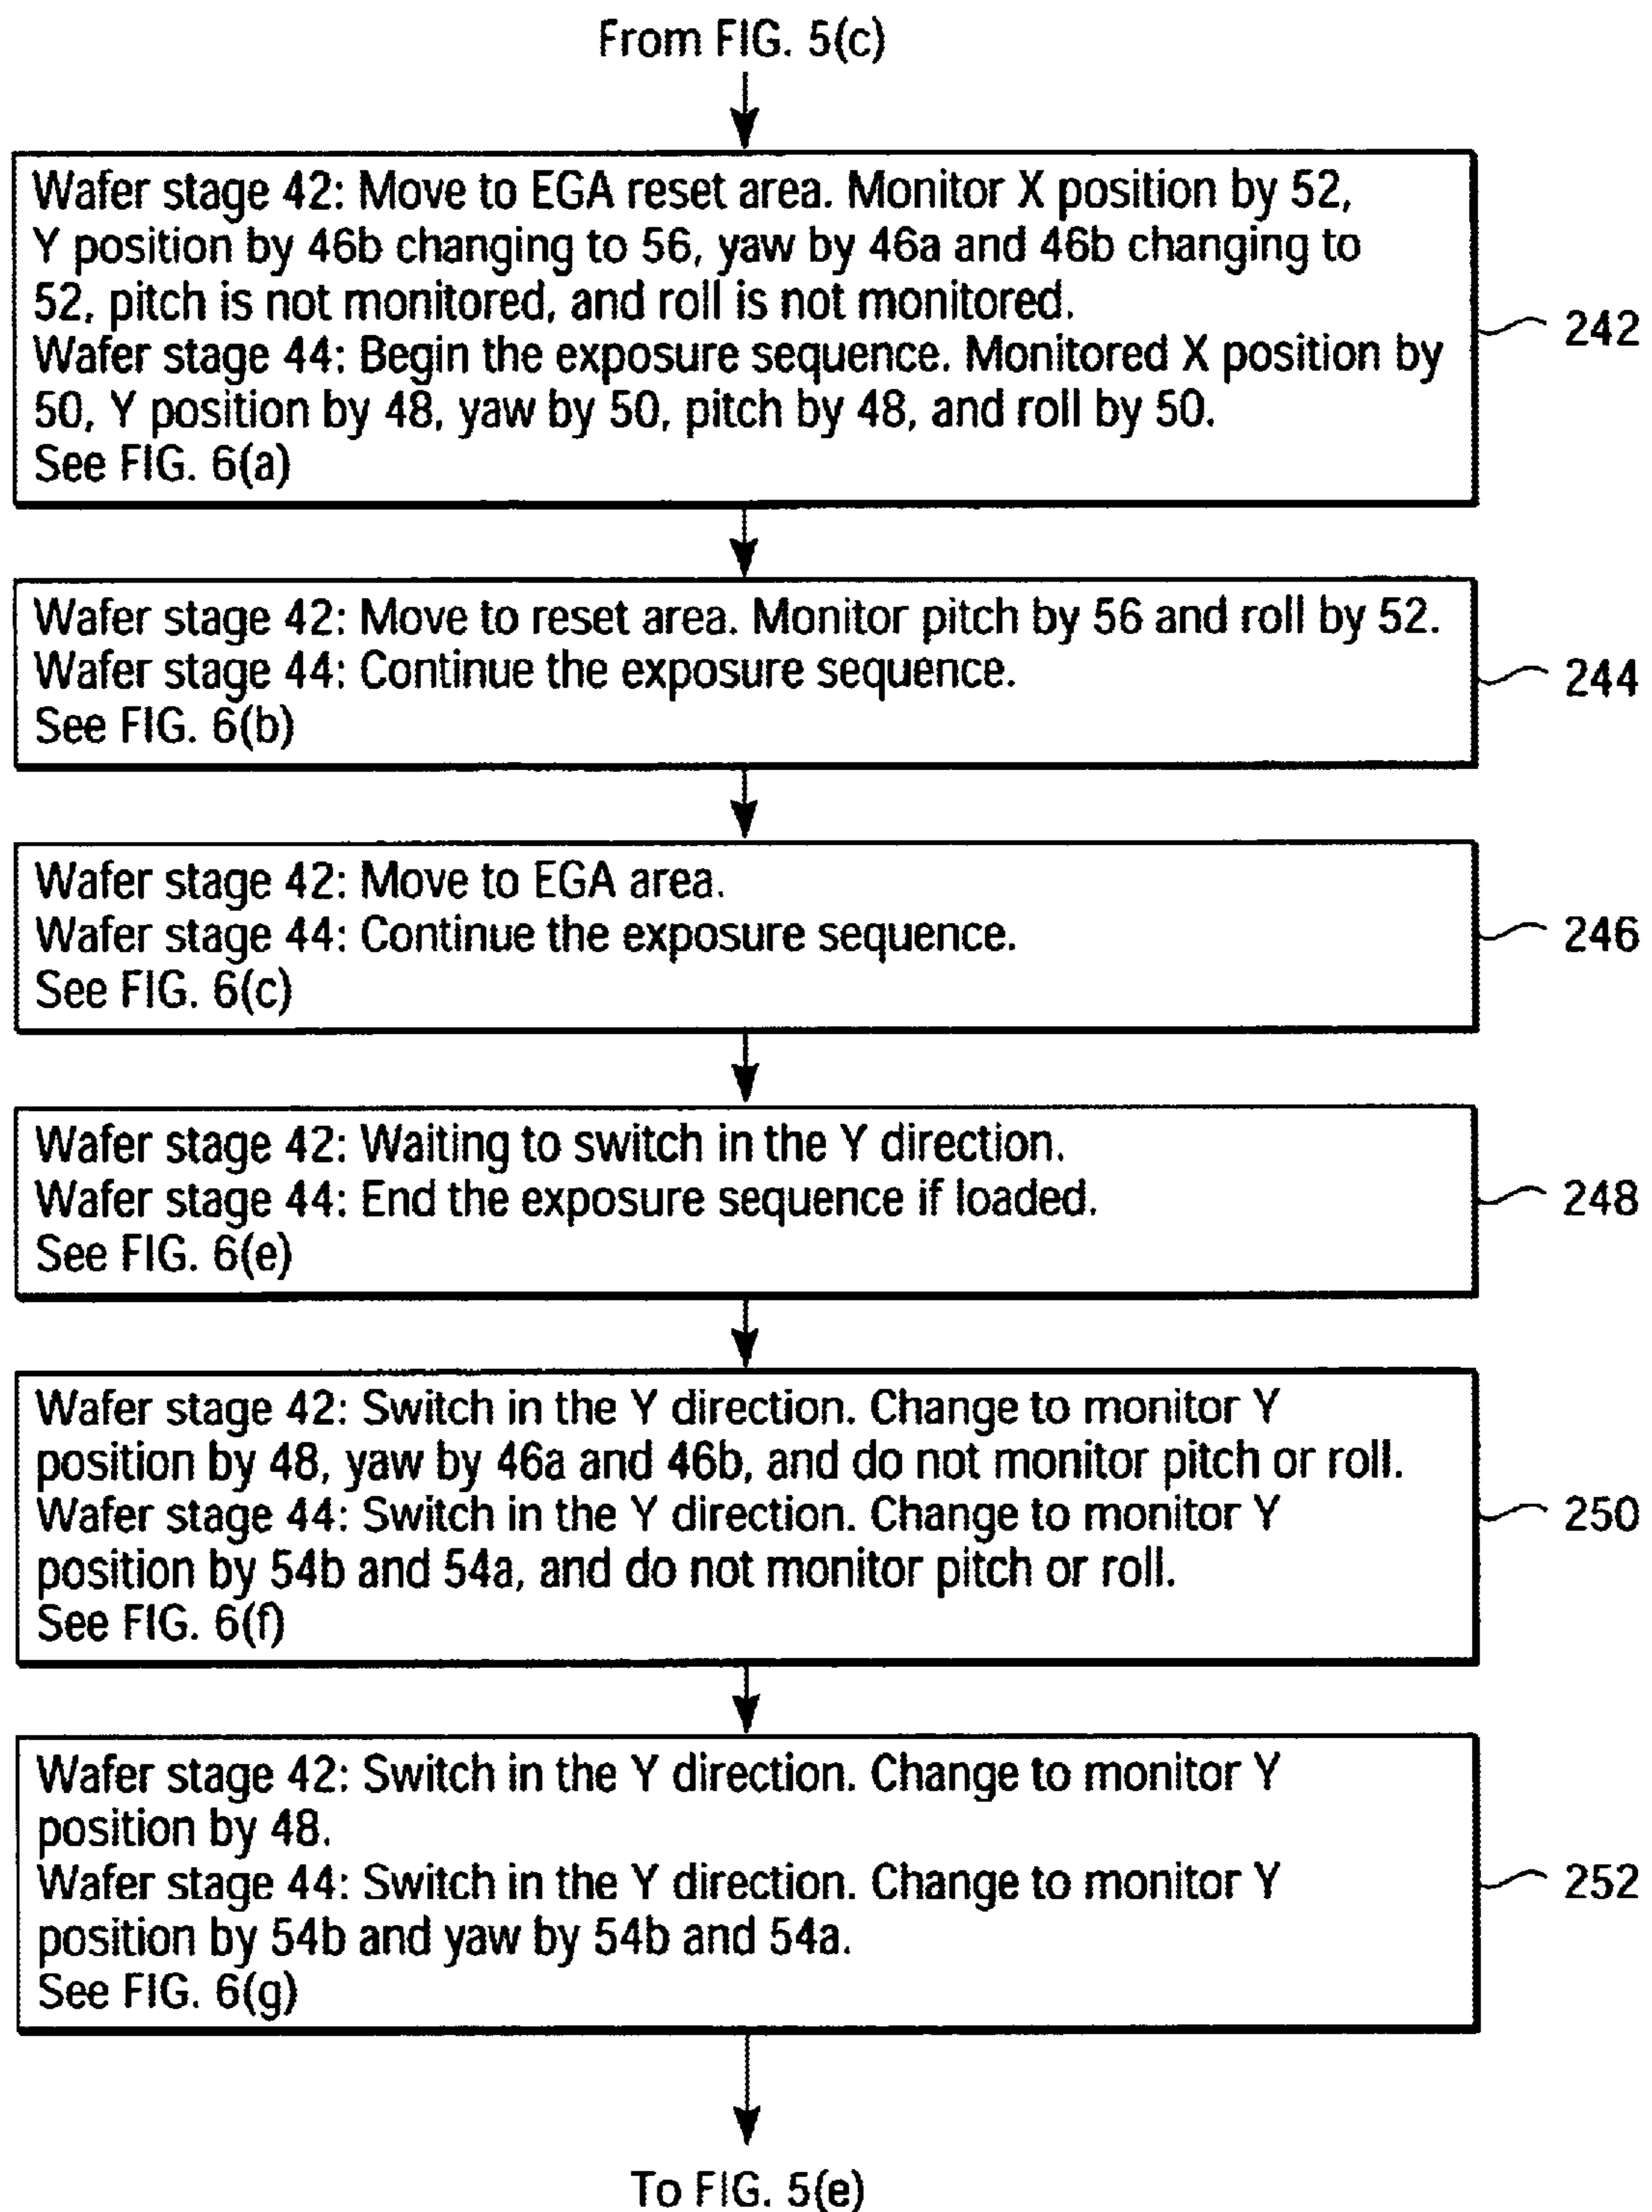 From FIG. 5(c)
Wafer stage 42: Move to EGA reset area. Monitor X position by 52,
Y position by 46b changing to 56, yaw by 46a and 46b changing to
52, pitch is not monitored, and roll is not monitored.
Wafer stage 44: Begin the exposure sequence. Monitored X position by
50, Y position by 48, yaw by 50, pitch by 48, and roll by 50.
See FIG. 6(a)
242
Wafer stage 42: Move to reset area. Monitor pitch by 56 and roll by 52.
Wafer stage 44: Continue the exposure sequence.
See FIG. 6(b)
244
Wafer stage 42: Move to EGA area.
Wafer stage 44: Continue the exposure sequence.
See FIG. 6(c)
246
Wafer stage 42: Waiting to switch in the Y direction.
Wafer stage 44: End the exposure sequence if loaded.
See FIG. 6(e)
248
Wafer stage 42: Switch in the Y direction. Change to monitor Y
position by 48, yaw by 46a and 46b, and do not monitor pitch or roll.
Wafer stage 44: Switch in the Y direction. Change to monitor Y
position by 54b and 54a, and do not monitor pitch or roll.
See FIG. 6(f)
250
Wafer stage 42: Switch in the Y direction. Change to monitor Y
position by 48.
Wafer stage 44: Switch in the Y direction. Change to monitor Y
position by 54b and yaw by 54b and 54a.
See FIG. 6(g)
252
To FIG. 5(e)